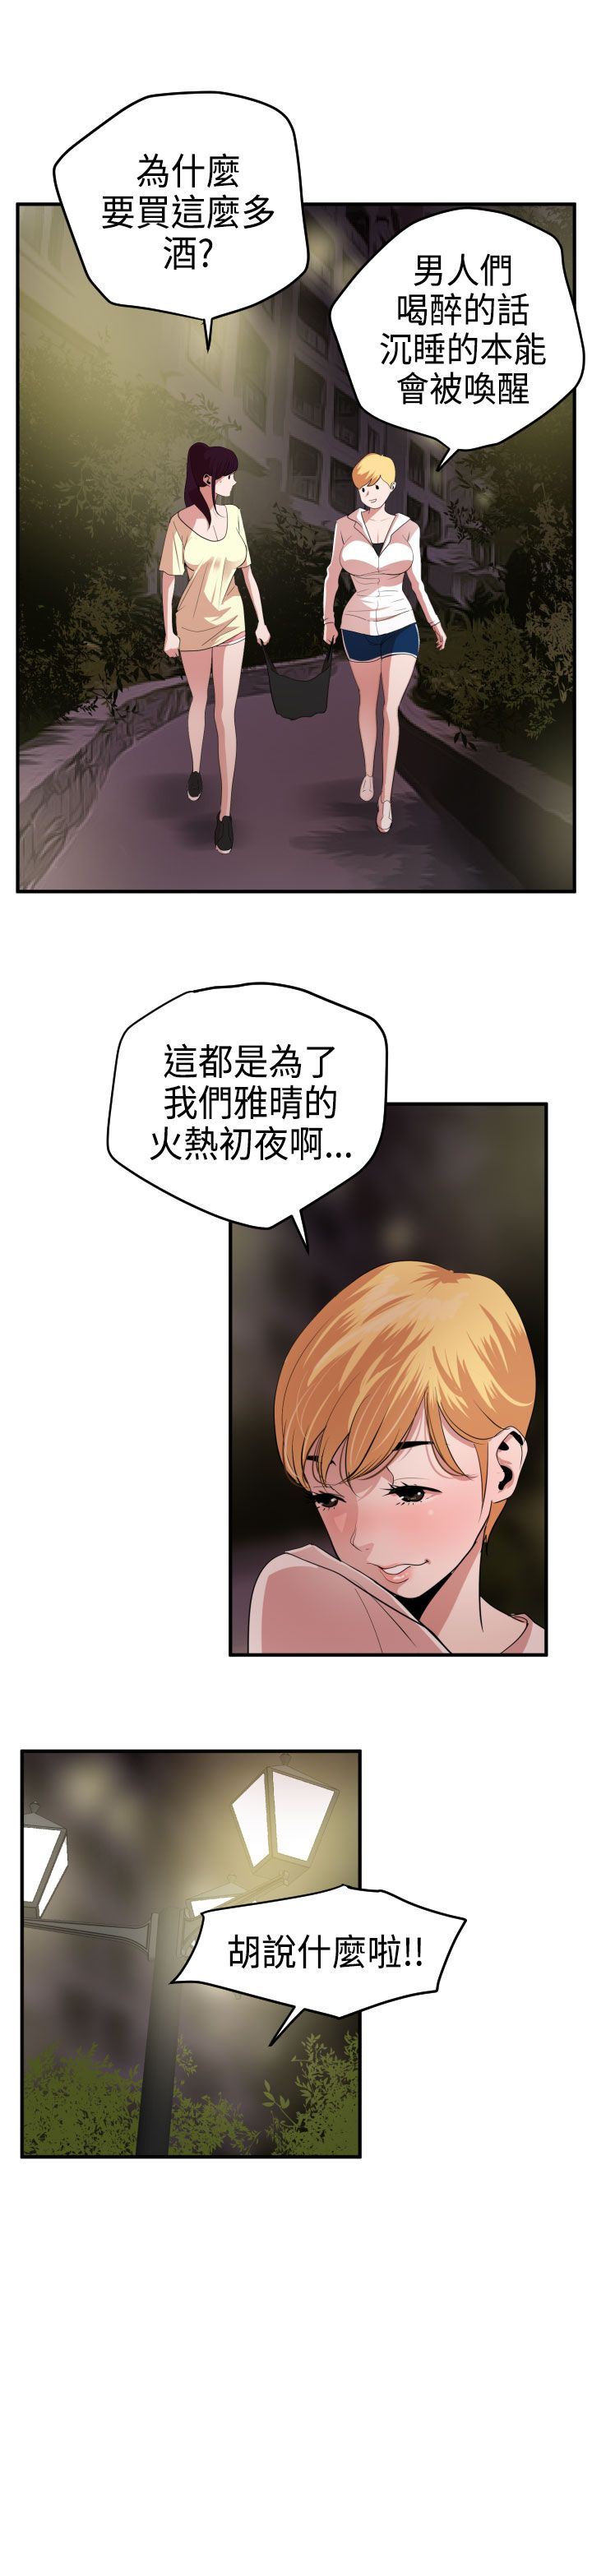 為什麼
要買這麼多
酒?
男人們
喝醉的話
沉睡的本能
會被喚醒
這都是為了
我們雅晴的
火熱初夜啊...
胡說什麼啦!!